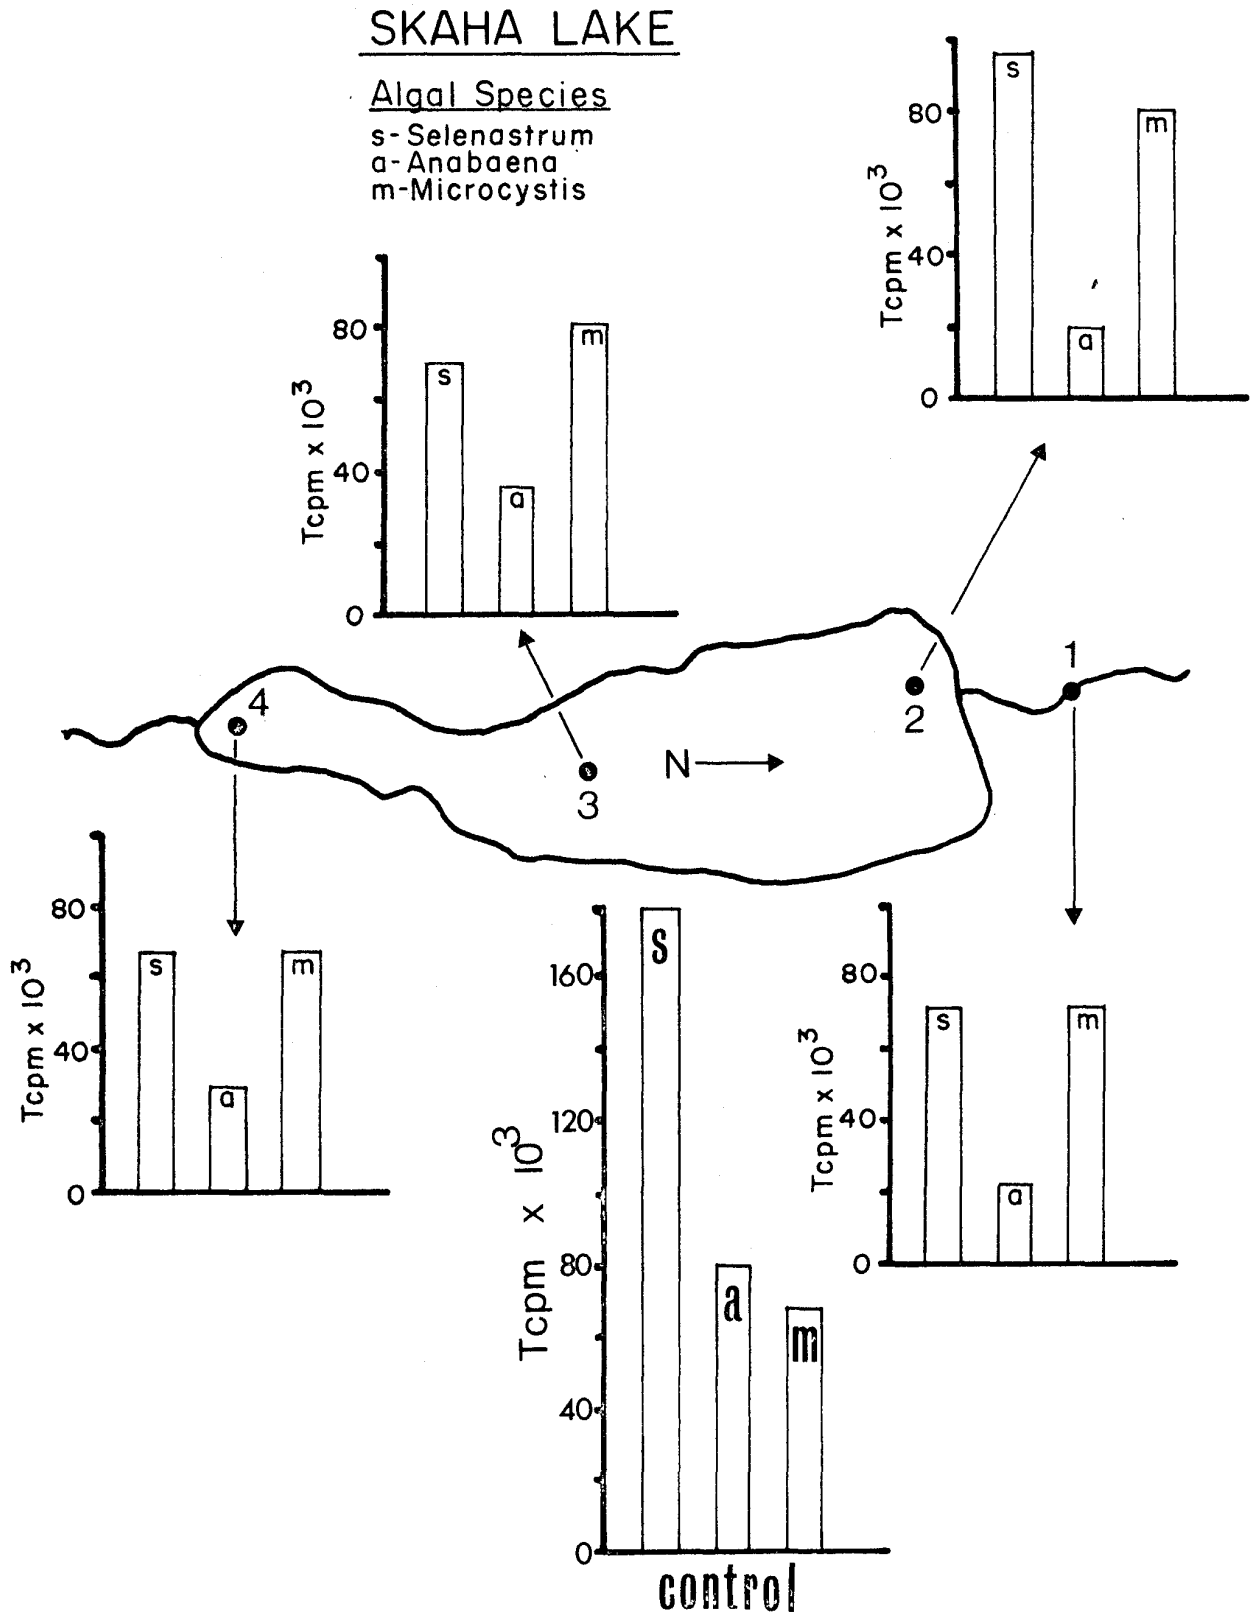 SKAHA LAKE
Algal Species
s-Selenastrum
a-Anabaena
m-Microcystis
80
40
0
Tcpm x 10³
s
a
m
80
40
0
Tcpm x 10³
s
a
m
1
2
3
4
N
80
40
0
Tcpm x 10³
s
a
m
160
120
80
40
0
Tcpm x 10³
s
a
m
control
80
40
0
Tcpm x 10³
s
a
m